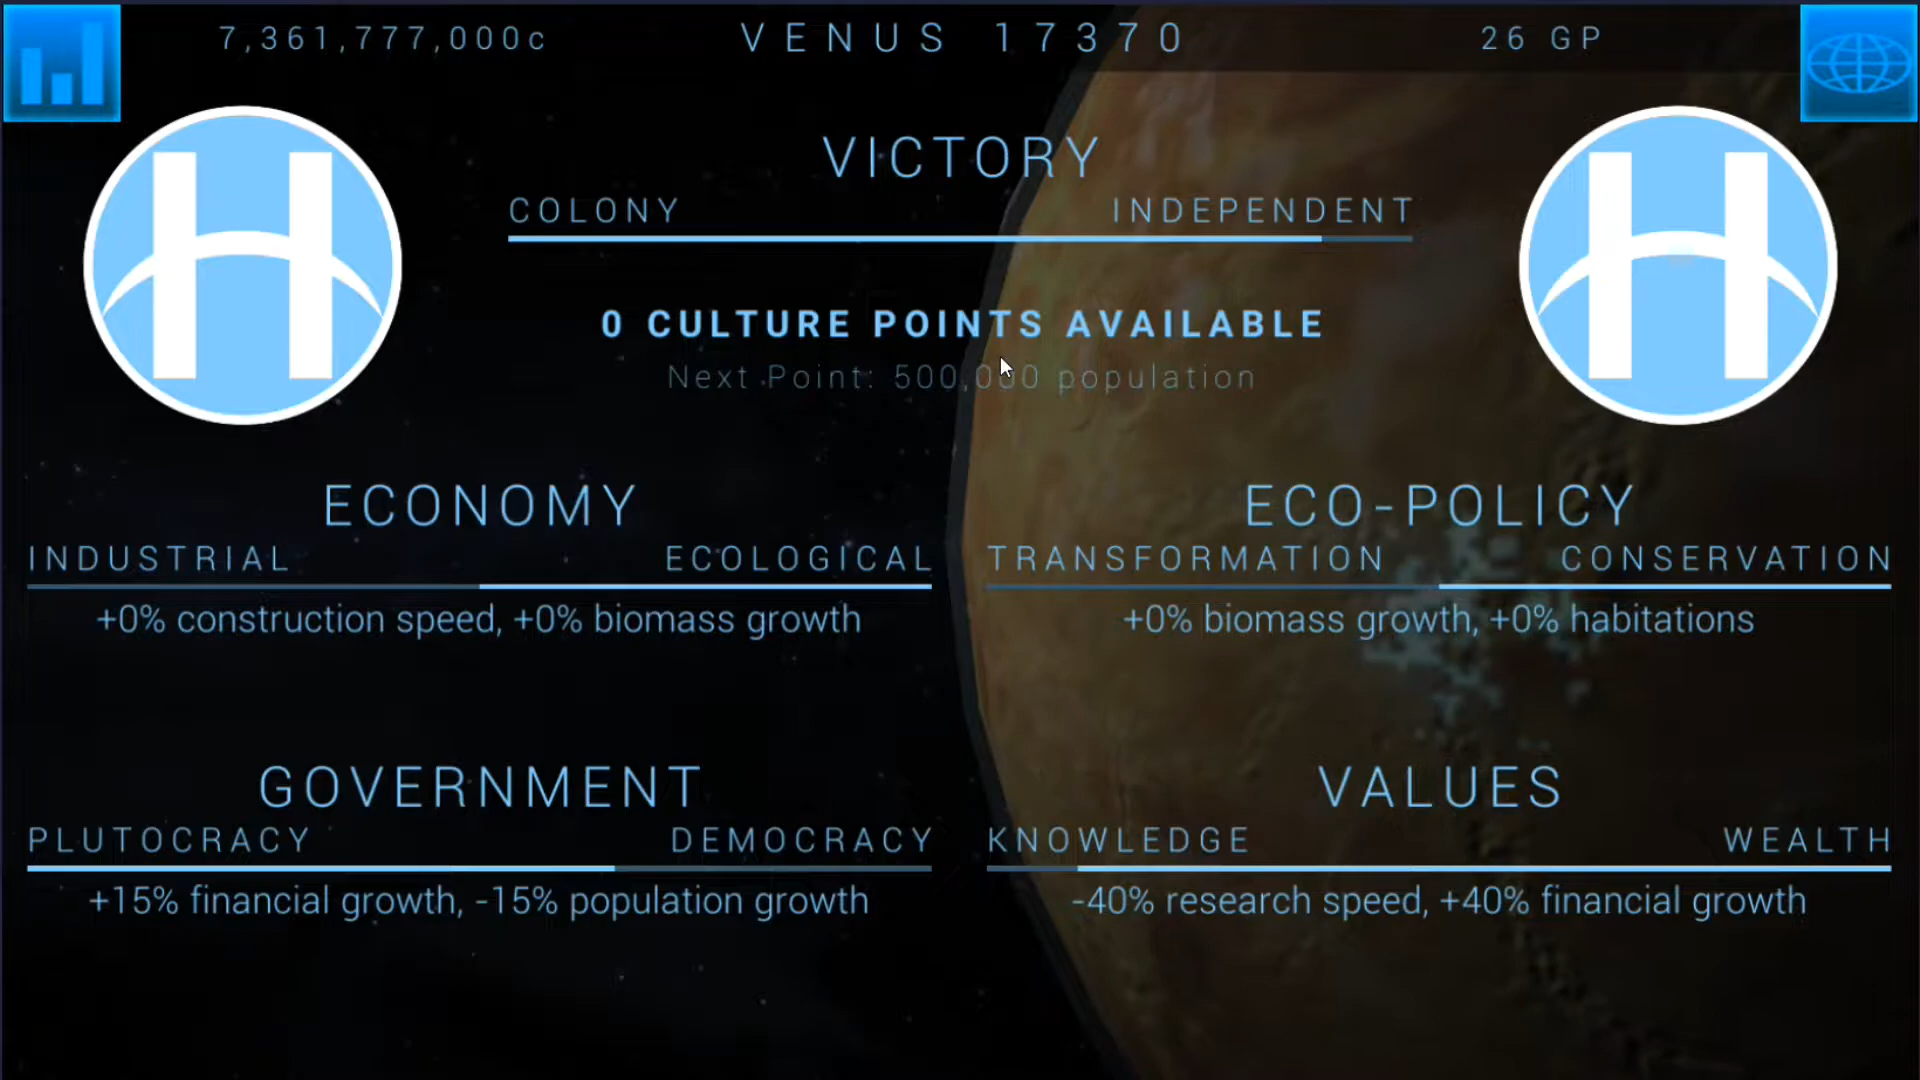 7,361,777,000c
VENUS 17370
26 GP
VICTORY
COLONY
INDEPENDENT
0 CULTURE POINTS AVAILABLE
Next Point: 500,000 population
ECONOMY
INDUSTRIAL
ECOLOGICAL
+0% construction speed, +0% biomass growth
ECO-POLICY
TRANSFORMATION
CONSERVATION
+0% biomass growth, +0% habitations
GOVERNMENT
PLUTOCRACY
DEMOCRACY
+15% financial growth, -15% population growth
VALUES
KNOWLEDGE
WEALTH
-40% research speed, +40% financial growth